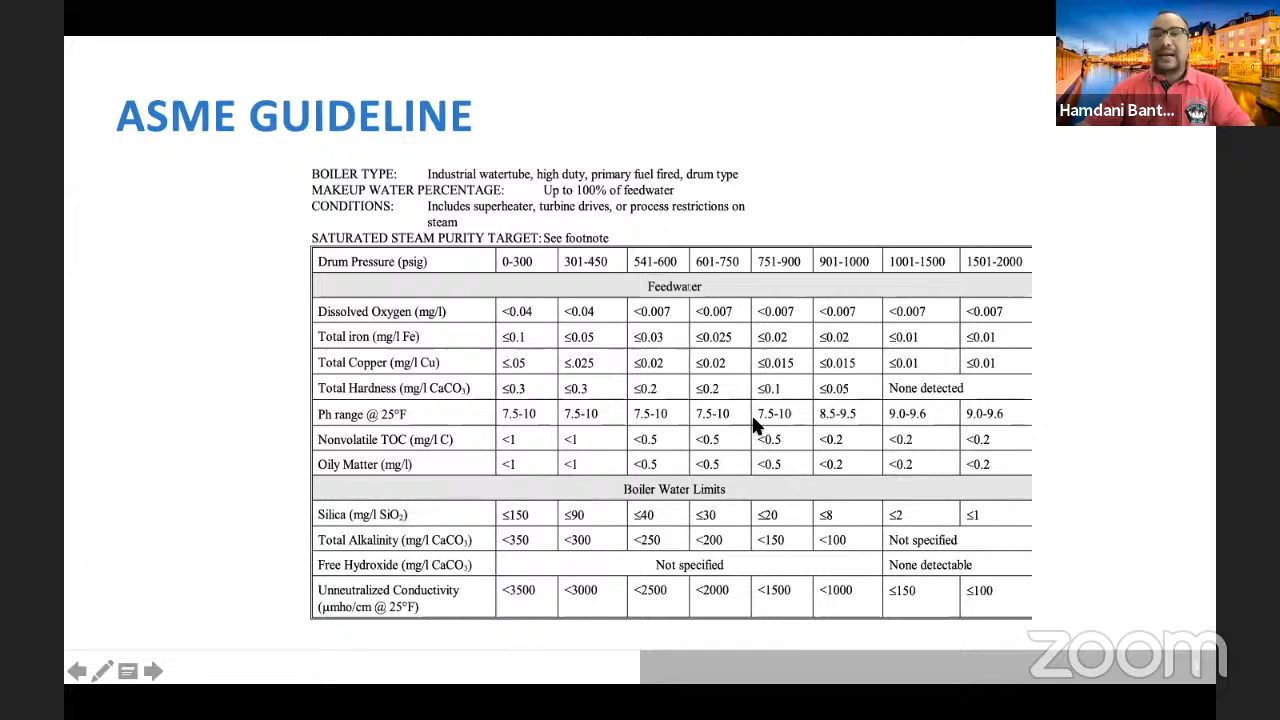 ASME GUIDELINE
Hamdani Bant...
BOILER TYPE: Industrial watertube, high duty, primary fuel fired, drum type
MAKEUP WATER PERCENTAGE: Up to 100% of feedwater
CONDITIONS: Includes superheater, turbine drives, or process restrictions on
steam
SATURATED STEAM PURITY TARGET: See footnote
Drum Pressure (psig) 0-300 301-450 541-600 601-750 751-900 901-1000 1001-1500 1501-2000
Feedwater
Dissolved Oxygen (mg/l) <0.04 <0.04 <0.007 <0.007 <0.007 <0.007 <0.007 <0.007
Total iron (mg/l Fe) ≤0.1 ≤0.05 ≤0.03 ≤0.025 ≤0.02 ≤0.02 ≤0.01 ≤0.01
Total Copper (mg/l Cu) ≤.05 ≤.025 ≤0.02 ≤0.02 ≤0.015 ≤0.015 ≤0.01 ≤0.01
Total Hardness (mg/l CaCO₃) ≤0.3 ≤0.3 ≤0.2 ≤0.2 ≤0.1 ≤0.05 None detected
Ph range @ 25°F 7.5-10 7.5-10 7.5-10 7.5-10 7.5-10 8.5-9.5 9.0-9.6 9.0-9.6
Nonvolatile TOC (mg/l C) <1 <1 <0.5 <0.5 <0.5 <0.2 <0.2 <0.2
Oily Matter (mg/l) <1 <1 <0.5 <0.5 <0.5 <0.2 <0.2 <0.2
Boiler Water Limits
Silica (mg/l SiO₂) ≤150 ≤90 ≤40 ≤30 ≤20 ≤8 ≤2 ≤1
Total Alkalinity (mg/l CaCO₃) <350 <300 <250 <200 <150 <100 Not specified
Free Hydroxide (mg/l CaCO₃) Not specified None detectable
Unneutralized Conductivity <3500 <3000 <2500 <2000 <1500 <1000 ≤150 ≤100
(µmho/cm @ 25°F)
zoom